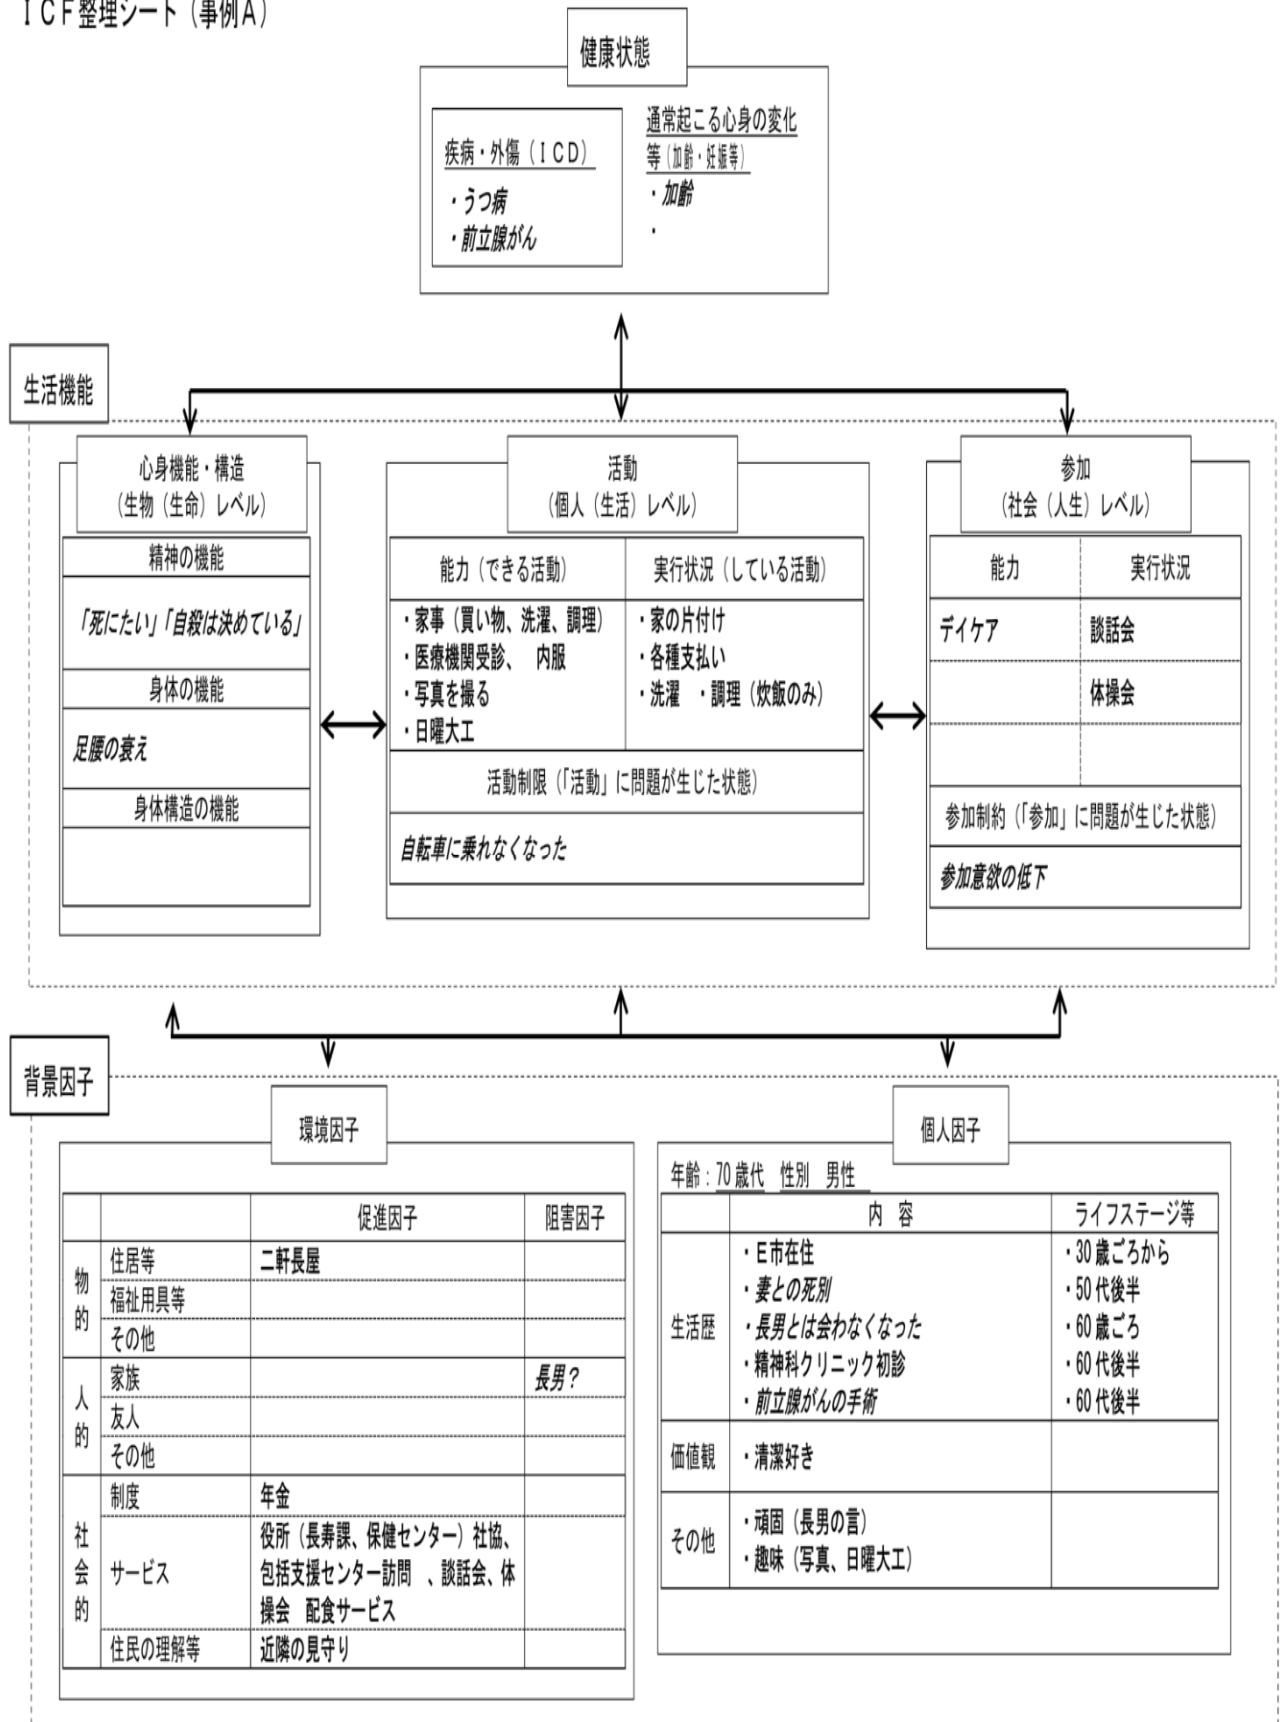 ＩＣＦ整理シート（事例Ａ）
健康状態
疾病・外傷（ＩＣＤ）
・うつ病
・前立腺がん
通常起こる心身の変化
等（加齢・妊娠等）
・加齢
・
生活機能
心身機能・構造
（生物（生命）レベル）
精神の機能
「死にたい」「自殺は決めている」
身体の機能
足腰の衰え
身体構造の機能
活動
（個人（生活）レベル）
能力（できる活動）
実行状況（している活動）
・家事（買い物、洗濯、調理）
・医療機関受診、　内服
・写真を撮る
・日曜大工
・家の片付け
・各種支払い
・洗濯　・調理（炊飯のみ）
活動制限（「活動」に問題が生じた状態）
自転車に乗れなくなった
参加
（社会（人生）レベル）
能力
実行状況
デイケア
談話会
体操会
参加制約（「参加」に問題が生じた状態）
参加意欲の低下
背景因子
環境因子
促進因子
阻害因子
物的
住居等
二軒長屋
福祉用具等
その他
人的
家族
長男？
友人
その他
社会的
制度
年金
サービス
役所（長寿課、保健センター）社協、
包括支援センター訪問　、談話会、体
操会　配食サービス
住民の理解等
近隣の見守り
個人因子
年齢：70歳代　性別　男性
内　容
ライフステージ等
生活歴
・Ｅ市在住
・30歳ごろから
・妻との死別
・50代後半
・長男とは会わなくなった
・60歳ごろ
・精神科クリニック初診
・60代後半
・前立腺がんの手術
・60代後半
価値観
・清潔好き
その他
・頑固（長男の言）
・趣味（写真、日曜大工）